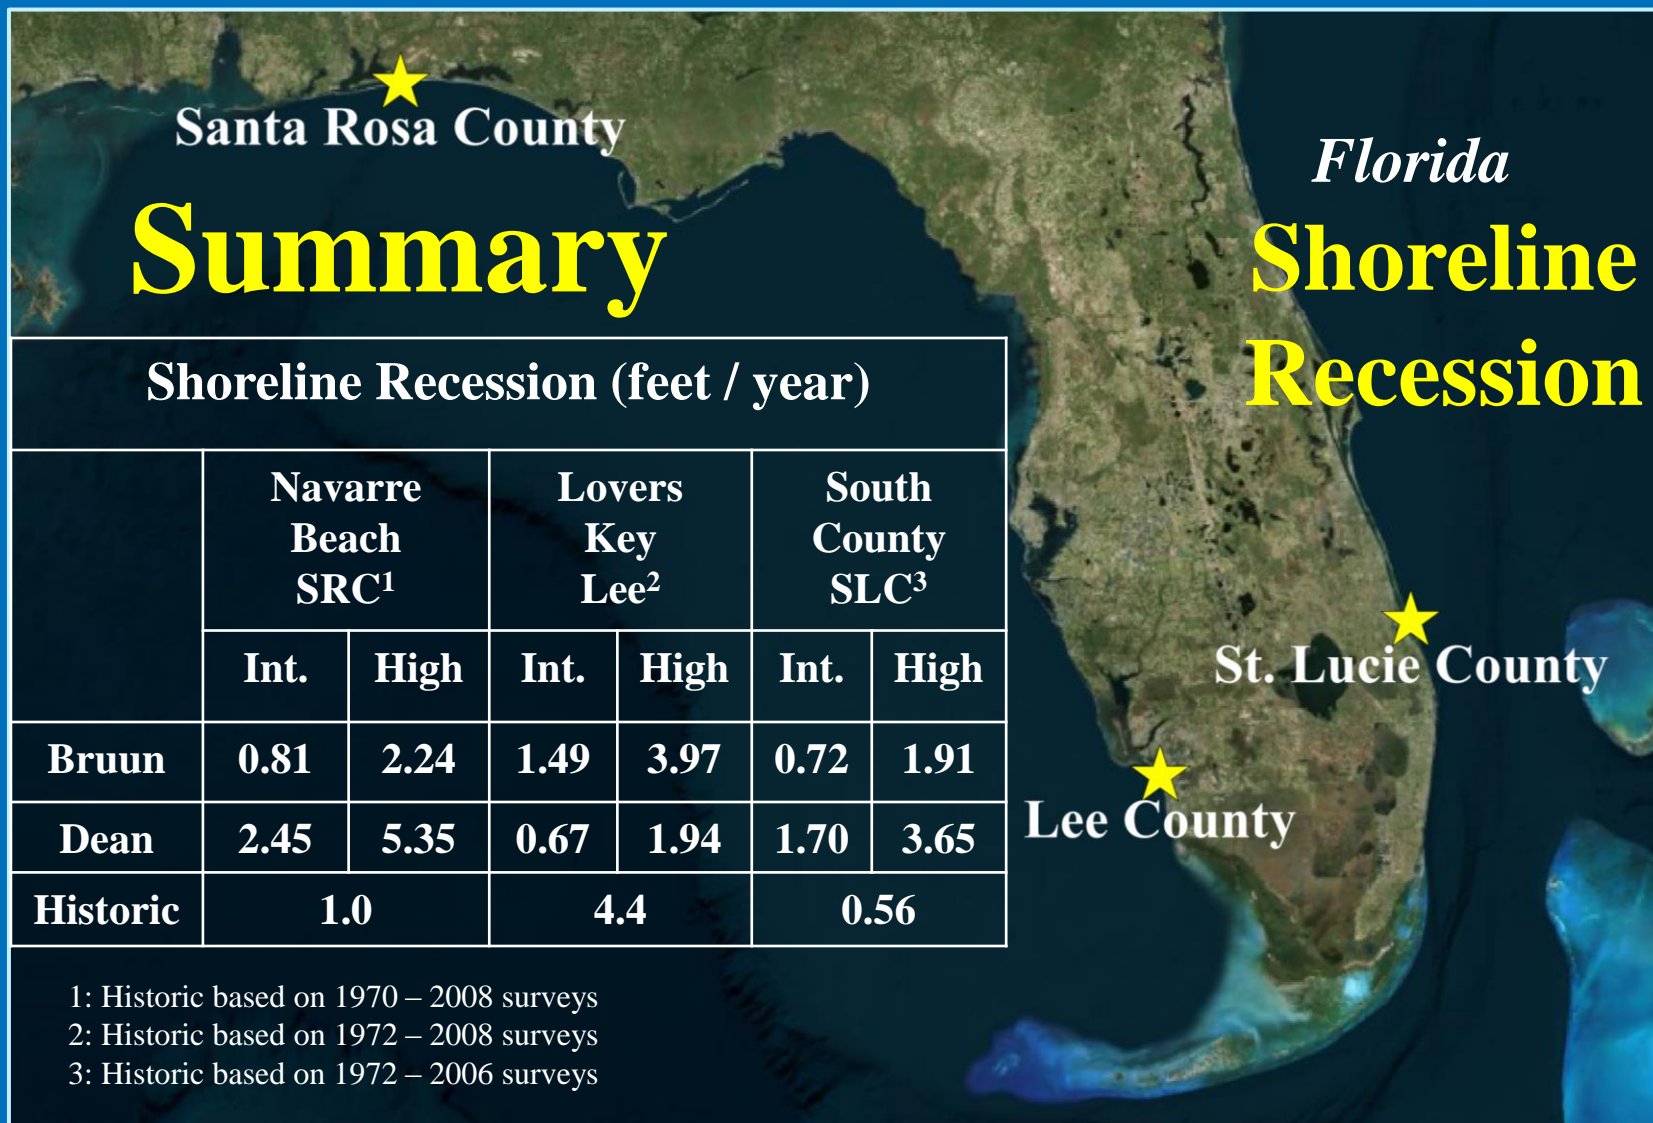 Santa Rosa County
Summary
Florida
Shoreline
Recession
Shoreline Recession (feet / year)
Navarre
Beach
SRC¹
Lovers
Key
Lee²
South
County
SLC³
Int. High Int. High Int. High
Bruun 0.81 2.24 1.49 3.97 0.72 1.91
Dean 2.45 5.35 0.67 1.94 1.70 3.65
Historic 1.0 4.4 0.56
St. Lucie County
Lee County
1: Historic based on 1970 – 2008 surveys
2: Historic based on 1972 – 2008 surveys
3: Historic based on 1972 – 2006 surveys